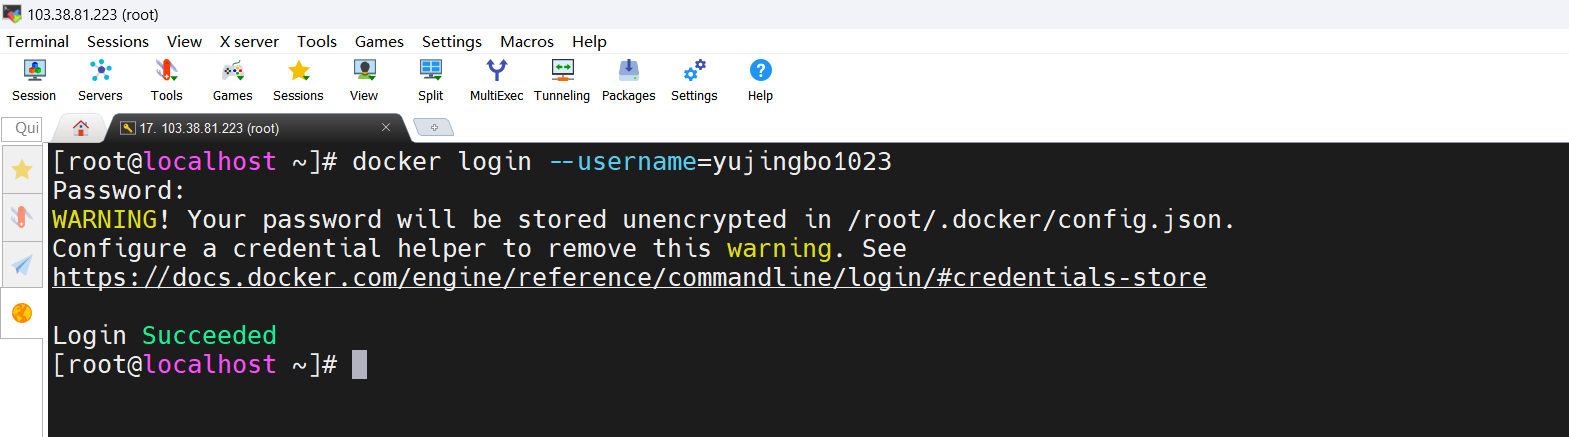 103.38.81.223 (root)
Terminal Sessions View X server Tools Games Settings Macros Help
Session Servers Tools Games Sessions View Split MultiExec Tunneling Packages Settings Help
Qui
17. 103.38.81.223 (root)
[root@localhost ~]# docker login --username=yujingbo1023
Password:
WARNING! Your password will be stored unencrypted in /root/.docker/config.json.
Configure a credential helper to remove this warning. See
https://docs.docker.com/engine/reference/commandline/login/#credentials-store
Login Succeeded
[root@localhost ~]#